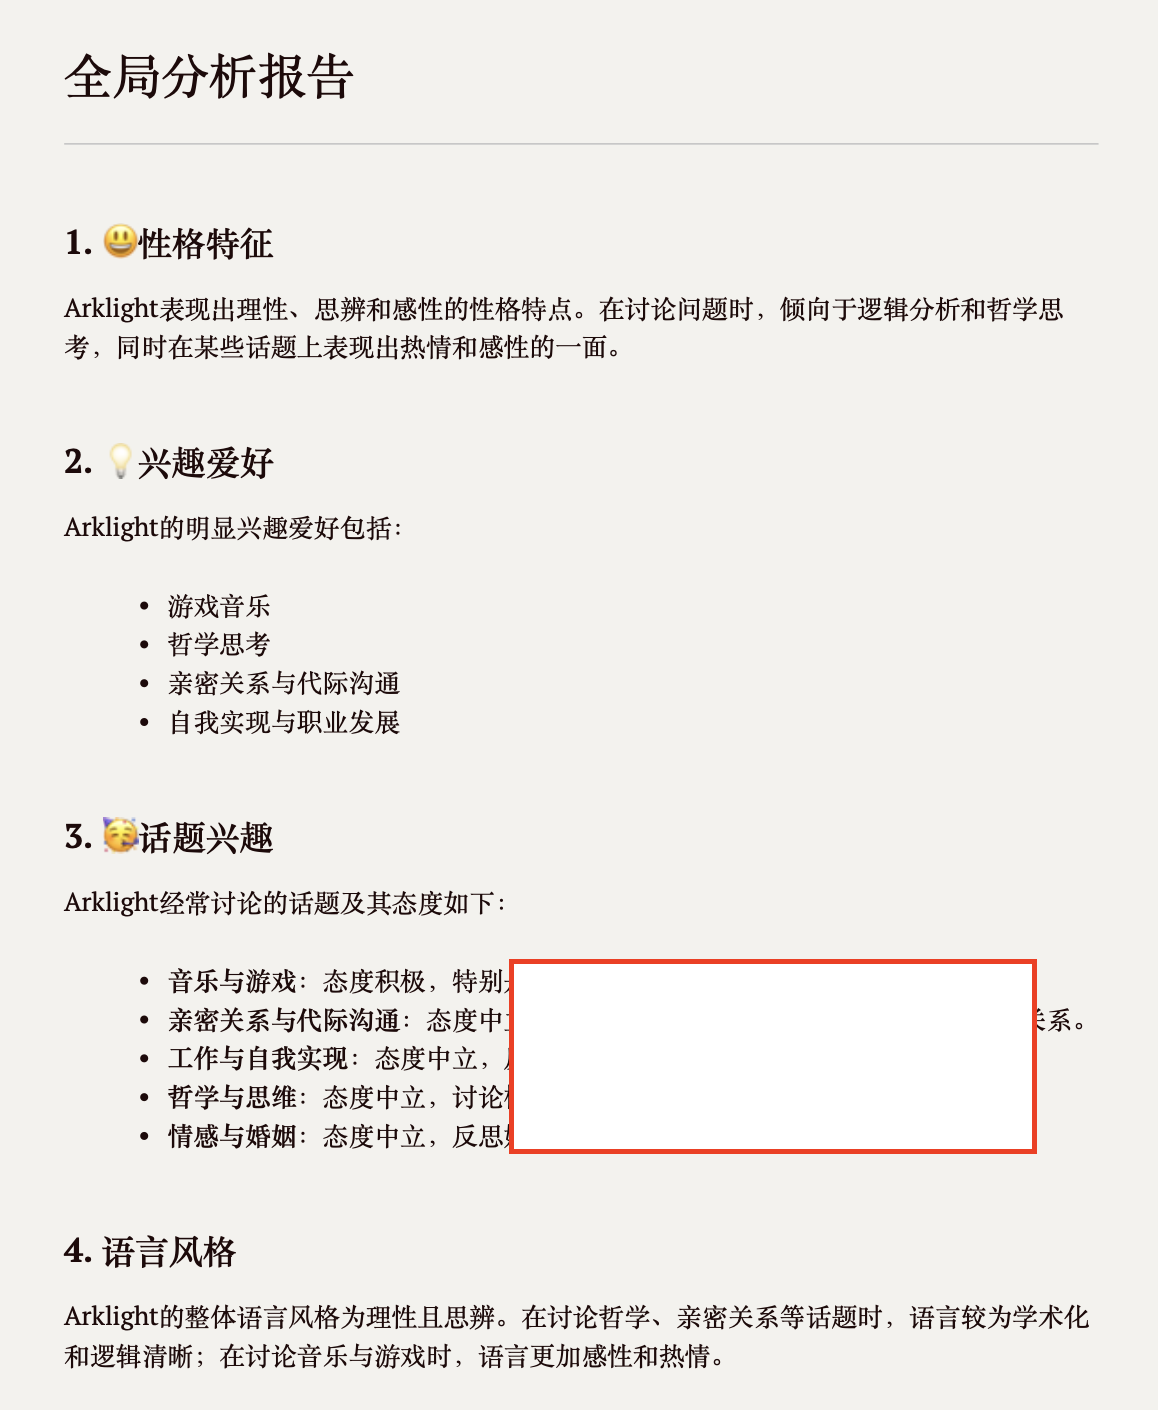 全局分析报告
1. 😃性格特征
Arklight表现出理性、思辨和感性的性格特点。在讨论问题时，倾向于逻辑分析和哲学思
考，同时在某些话题上表现出热情和感性的一面。
2. 💡兴趣爱好
Arklight的明显兴趣爱好包括：
• 游戏音乐
• 哲学思考
• 亲密关系与代际沟通
• 自我实现与职业发展
3. 🥳话题兴趣
Arklight经常讨论的话题及其态度如下：
• 音乐与游戏：态度积极，特别
• 亲密关系与代际沟通：态度中 系。
• 工作与自我实现：态度中立，
• 哲学与思维：态度中立，讨论
• 情感与婚姻：态度中立，反思
4. 语言风格
Arklight的整体语言风格为理性且思辨。在讨论哲学、亲密关系等话题时，语言较为学术化
和逻辑清晰；在讨论音乐与游戏时，语言更加感性和热情。